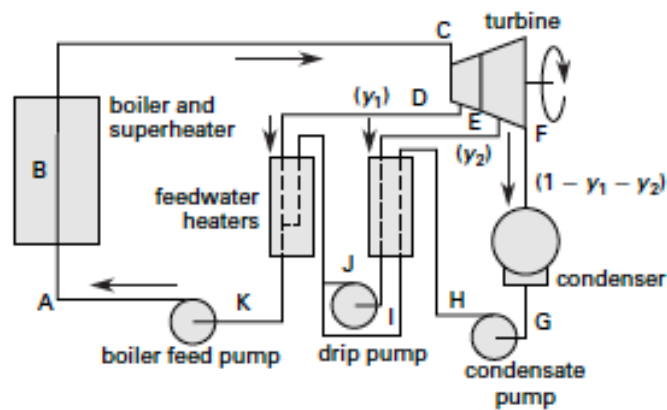 turbine
C
boiler and
superheater
(y₁)
D
E
F
B
(y₂)
feedwater
heaters
(1 − y₁ − y₂)
condenser
J
A
K
I
H
G
boiler feed pump
drip pump
condensate
pump